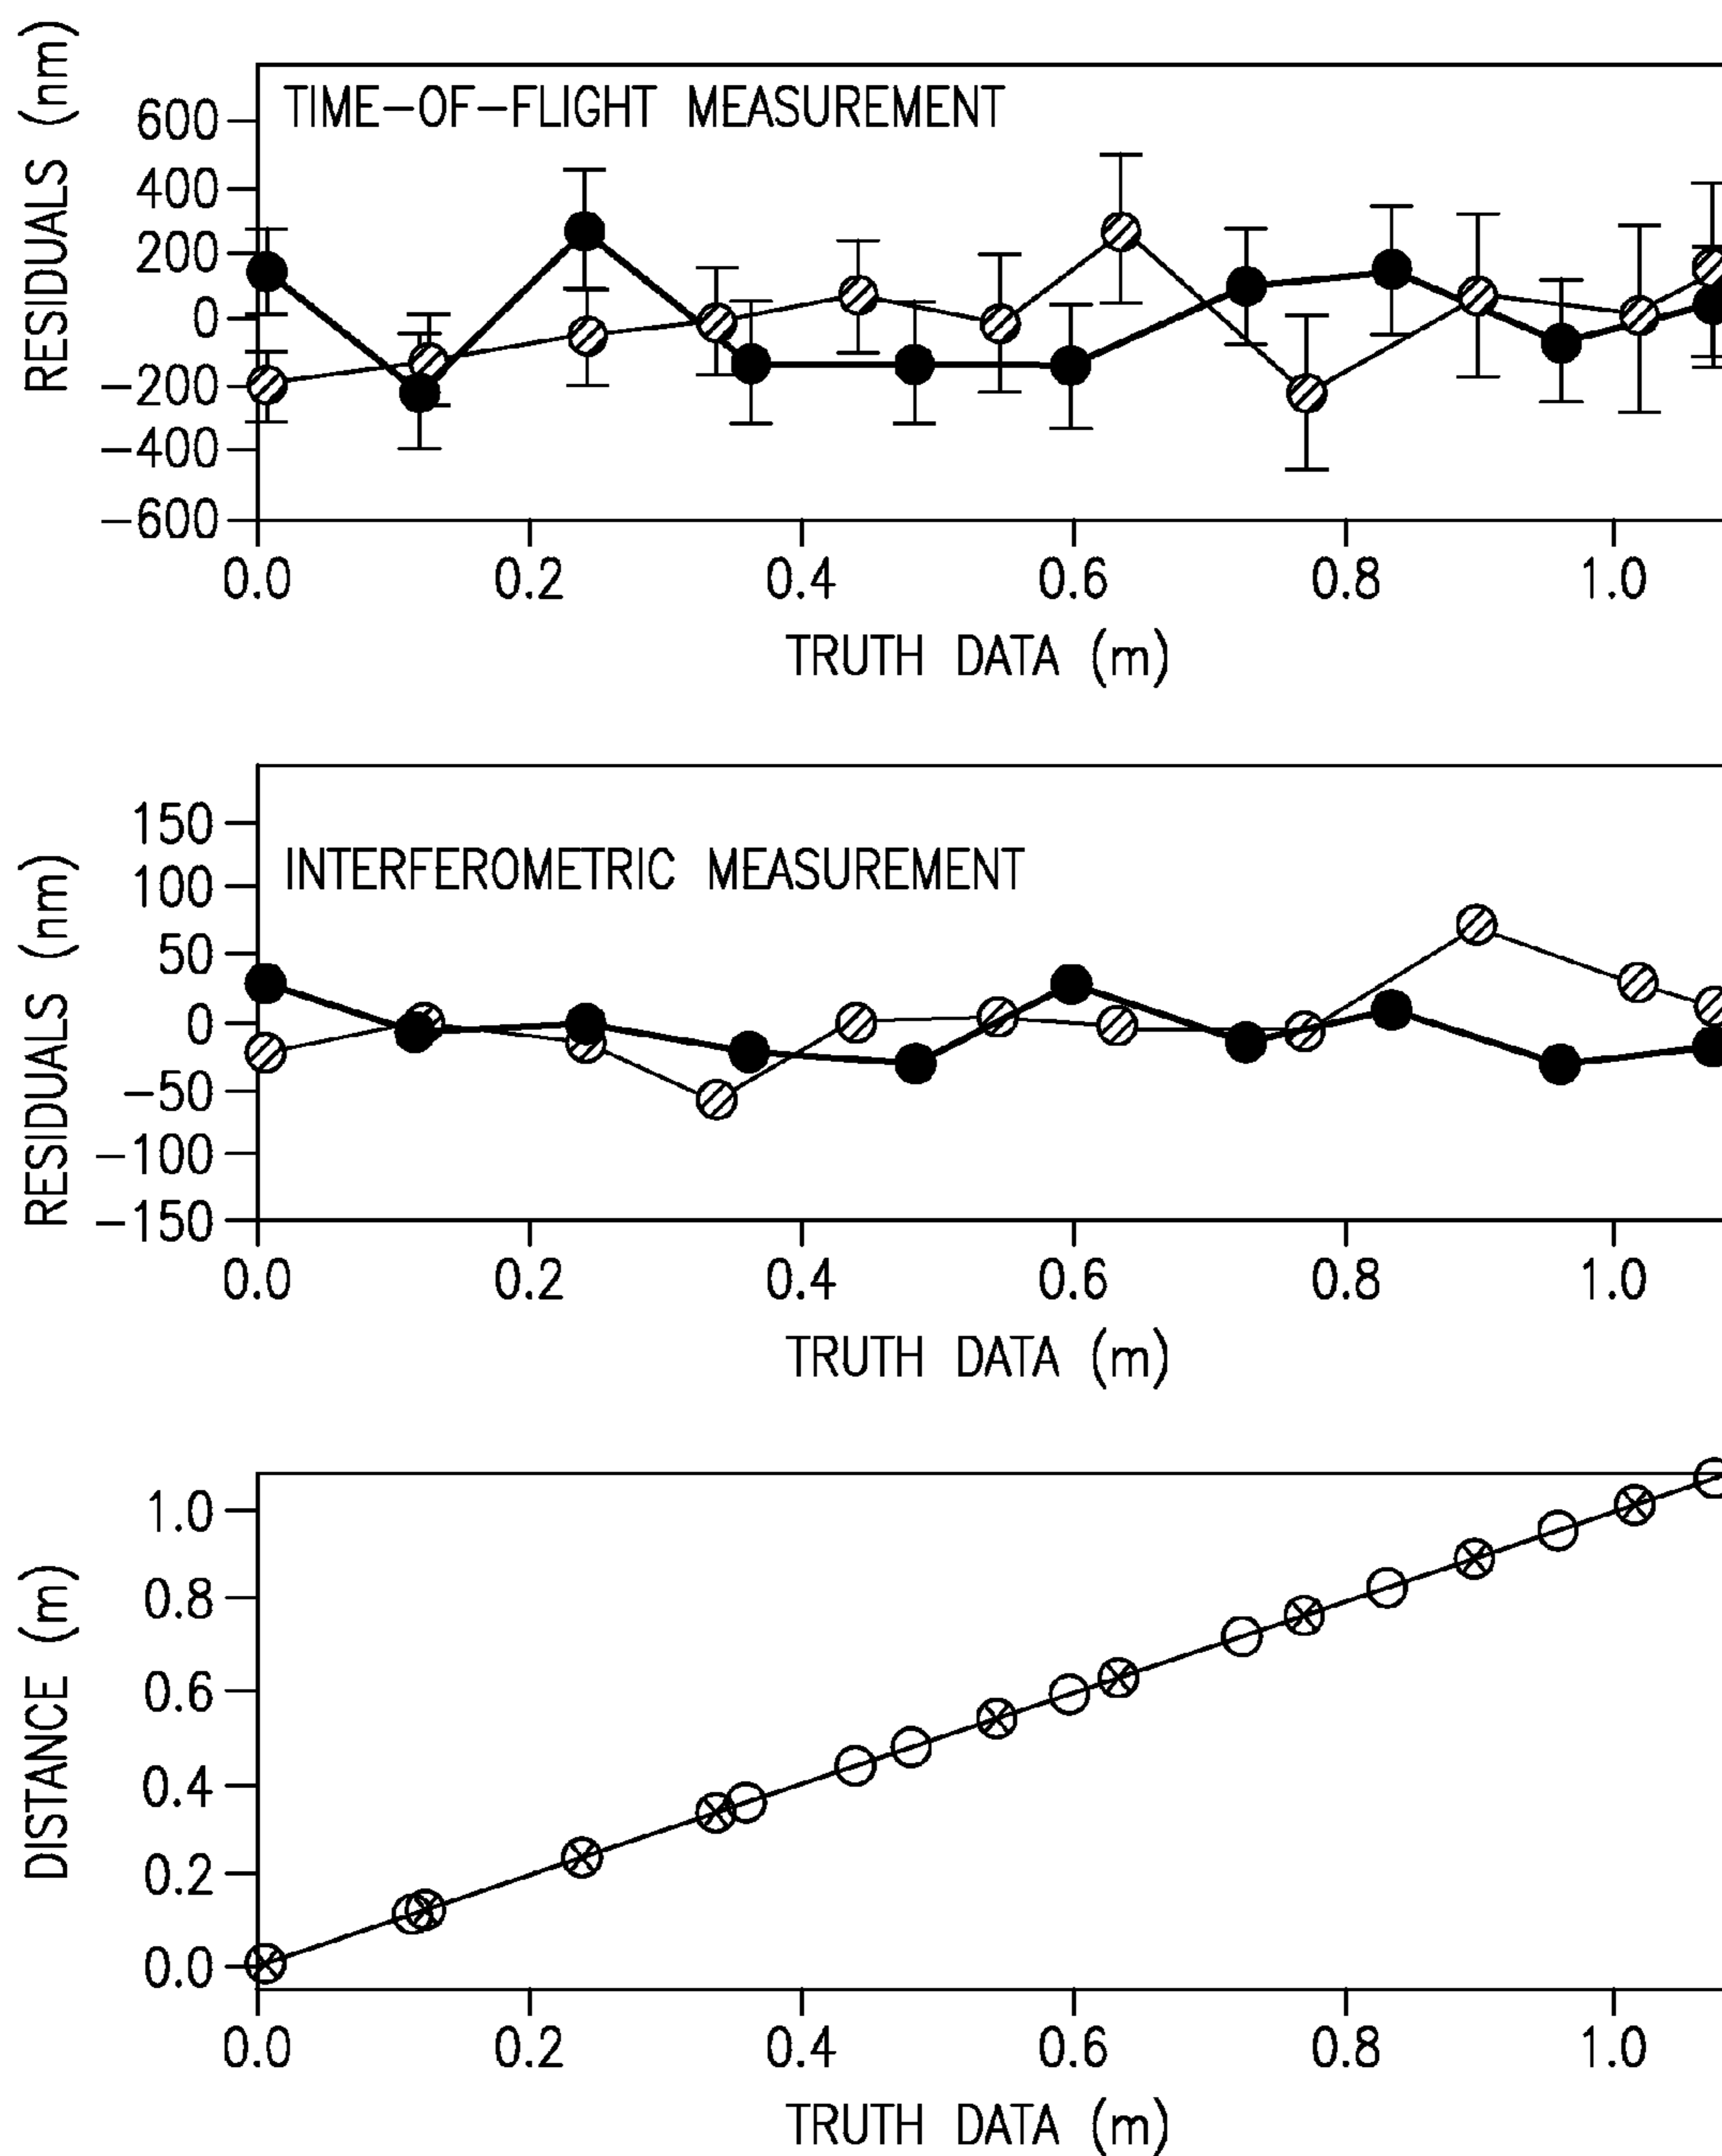 RESIDUALS (nm)
TIME-OF-FLIGHT MEASUREMENT
600
400
200
0
-200
-400
-600
0.0 0.2 0.4 0.6 0.8 1.0
TRUTH DATA (m)
RESIDUALS (nm)
INTERFEROMETRIC MEASUREMENT
150
100
50
0
-50
-100
-150
0.0 0.2 0.4 0.6 0.8 1.0
TRUTH DATA (m)
DISTANCE (m)
1.0
0.8
0.6
0.4
0.2
0.0
0.0 0.2 0.4 0.6 0.8 1.0
TRUTH DATA (m)